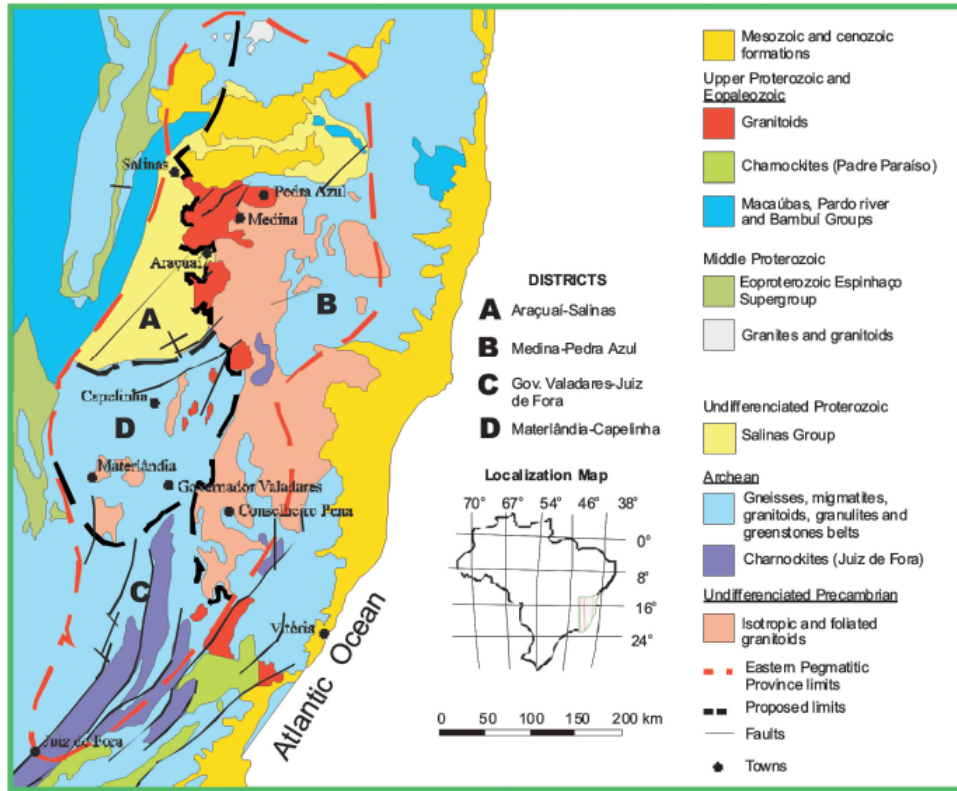 Salinas
Pedra Azul
Medina
Araçuaí
A
B
Capelinha
D
Materlândia
Governador Valadares
Conselheiro Pena
C
Vitória
Juiz de Fora
Atlantic Ocean
DISTRICTS
A Araçuaí-Salinas
B Medina-Pedra Azul
C Gov. Valadares-Juiz
de Fora
D Materlândia-Capelinha
Localization Map
70° 67° 54° 46° 38°
0°
8°
16°
24°
0 50 100 150 200 km
Mesozoic and cenozoic
formations
Upper Proterozoic and
Eopaleozoic
Granitoids
Charnockites (Padre Paraíso)
Macaúbas, Pardo river
and Bambuí Groups
Middle Proterozoic
Eoproterozoic Espinhaço
Supergroup
Granites and granitoids
Undifferenciated Proterozoic
Salinas Group
Archean
Gneisses, migmatites,
granitoids, granulites and
greenstones belts
Charnockites (Juiz de Fora)
Undifferenciated Precambrian
Isotropic and foliated
granitoids
Eastern Pegmatitic
Province limits
Proposed limits
Faults
Towns